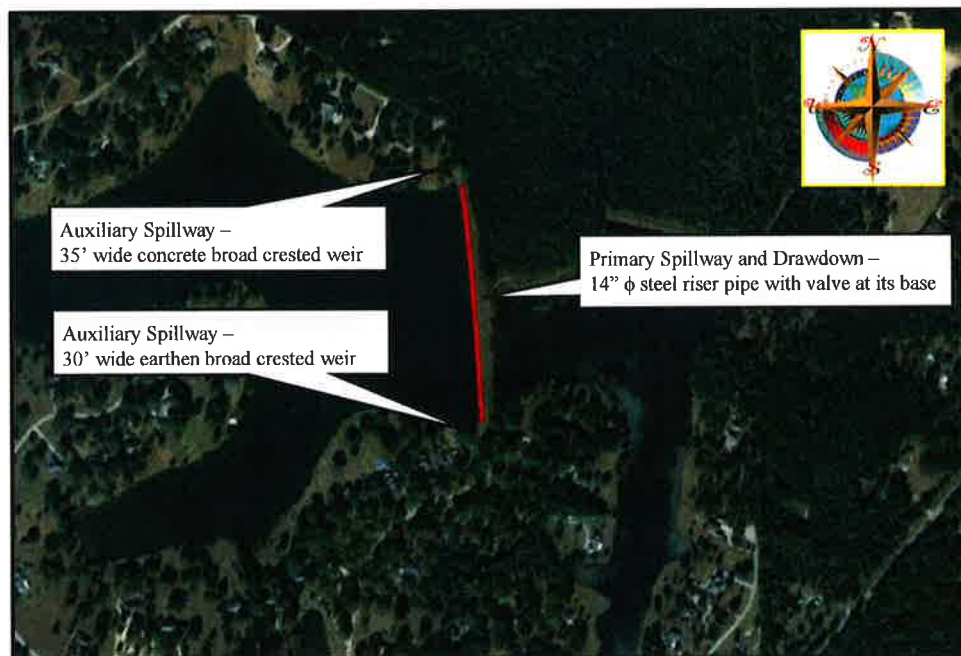 N
W
E
S
Auxiliary Spillway –
35' wide concrete broad crested weir
Primary Spillway and Drawdown –
14" ϕ steel riser pipe with valve at its base
Auxiliary Spillway –
30' wide earthen broad crested weir